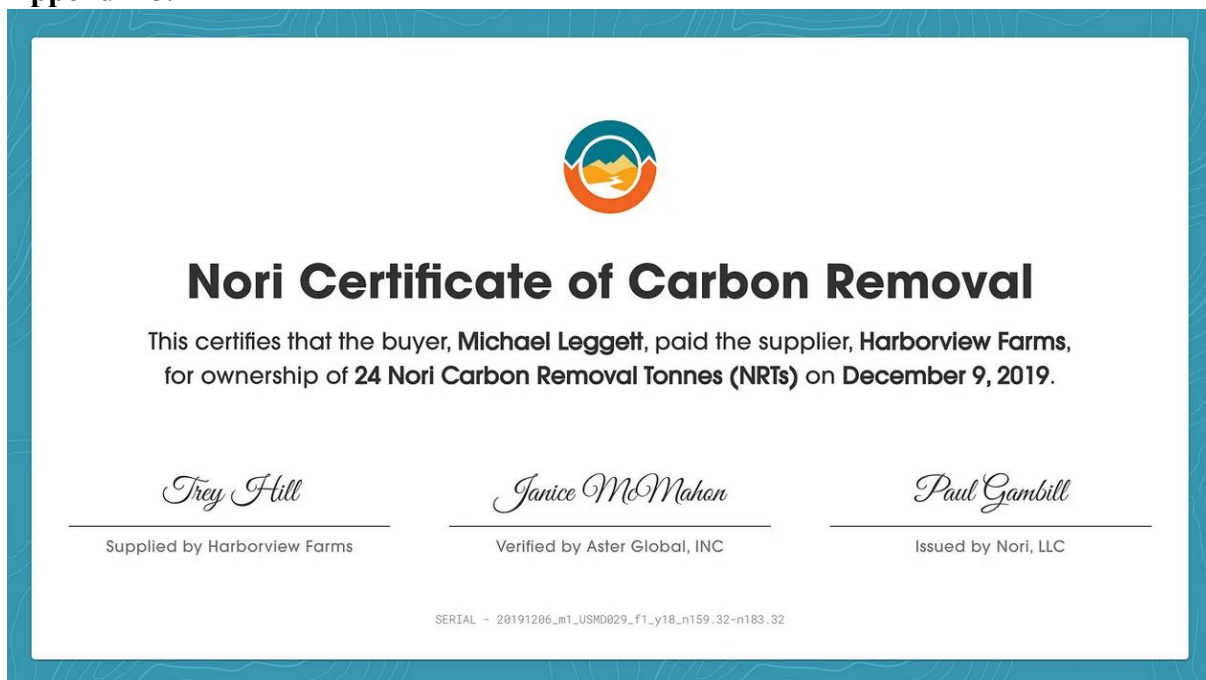 Nori Certificate of Carbon Removal
This certifies that the buyer, Michael Leggett, paid the supplier, Harborview Farms,
for ownership of 24 Nori Carbon Removal Tonnes (NRTs) on December 9, 2019.
Trey Hill Janice McMahon Paul Gambill
Supplied by Harborview Farms Verified by Aster Global, INC Issued by Nori, LLC
SERIAL - 20191206_m1_USMD029_f1_y18_n159.32-n183.32